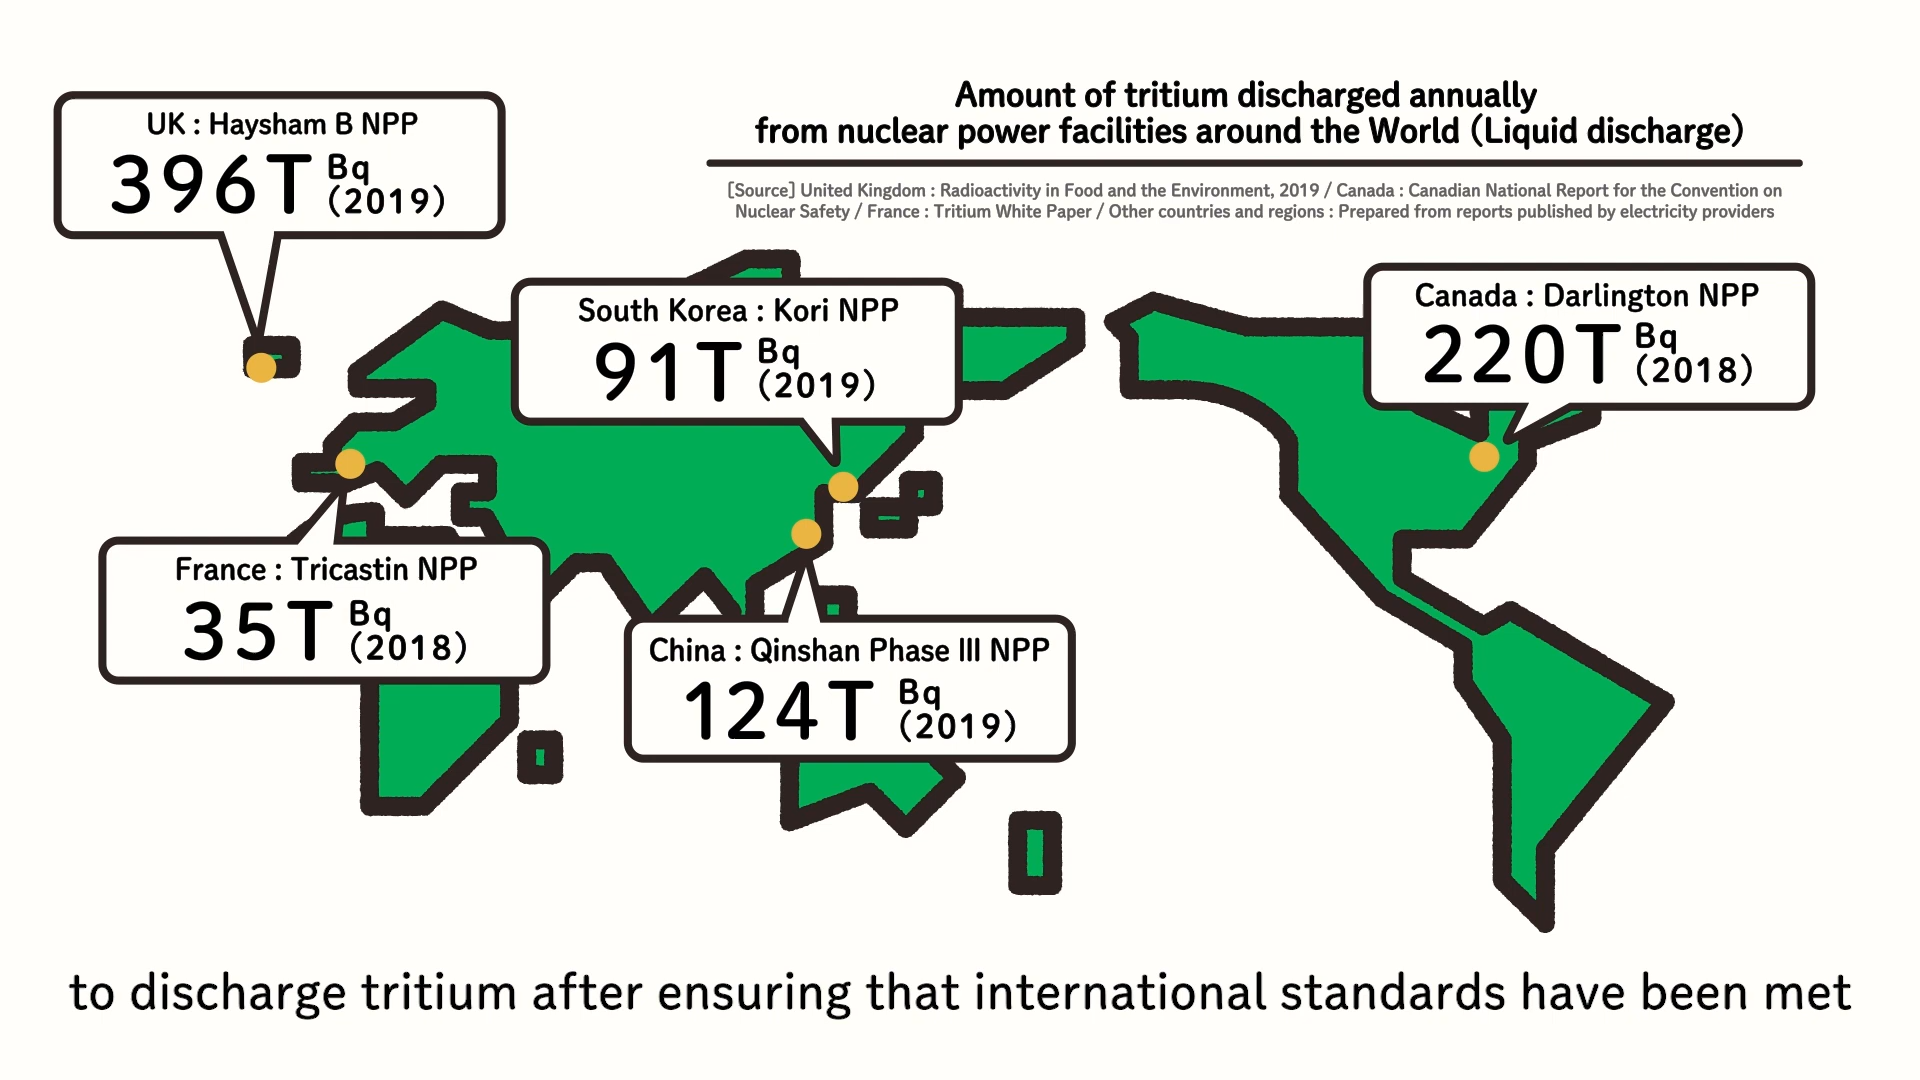 Amount of tritium discharged annually
from nuclear power facilities around the World (Liquid discharge)
[Source] United Kingdom : Radioactivity in Food and the Environment, 2019 / Canada : Canadian National Report for the Convention on
Nuclear Safety / France : Tritium White Paper / Other countries and regions : Prepared from reports published by electricity providers
UK : Haysham B NPP
396T Bq
(2019)
South Korea : Kori NPP
91T Bq
(2019)
Canada : Darlington NPP
220T Bq
(2018)
France : Tricastin NPP
35T Bq
(2018)
China : Qinshan Phase III NPP
124T Bq
(2019)
to discharge tritium after ensuring that international standards have been met